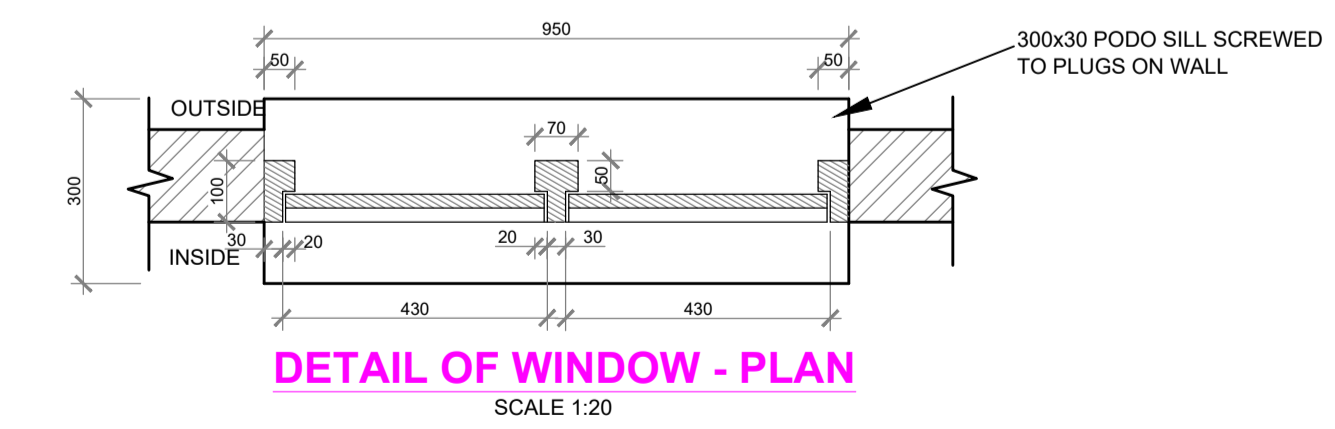 950
50
50
300x30 PODO SILL SCREWED
TO PLUGS ON WALL
OUTSIDE
70
50
100
300
30
20
20
30
INSIDE
430
430
DETAIL OF WINDOW - PLAN
SCALE 1:20